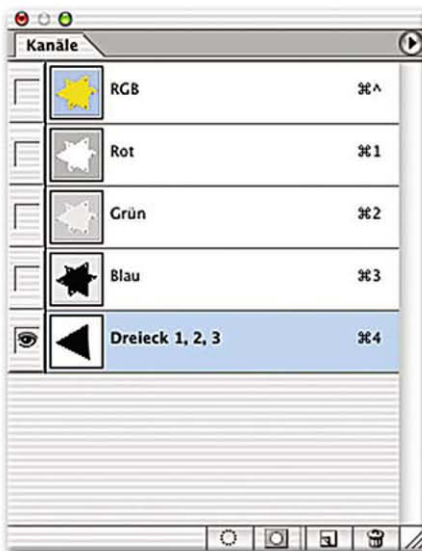 Kanäle
RGB ⌘^
Rot ⌘1
Grün ⌘2
Blau ⌘3
Dreieck 1, 2, 3 ⌘4